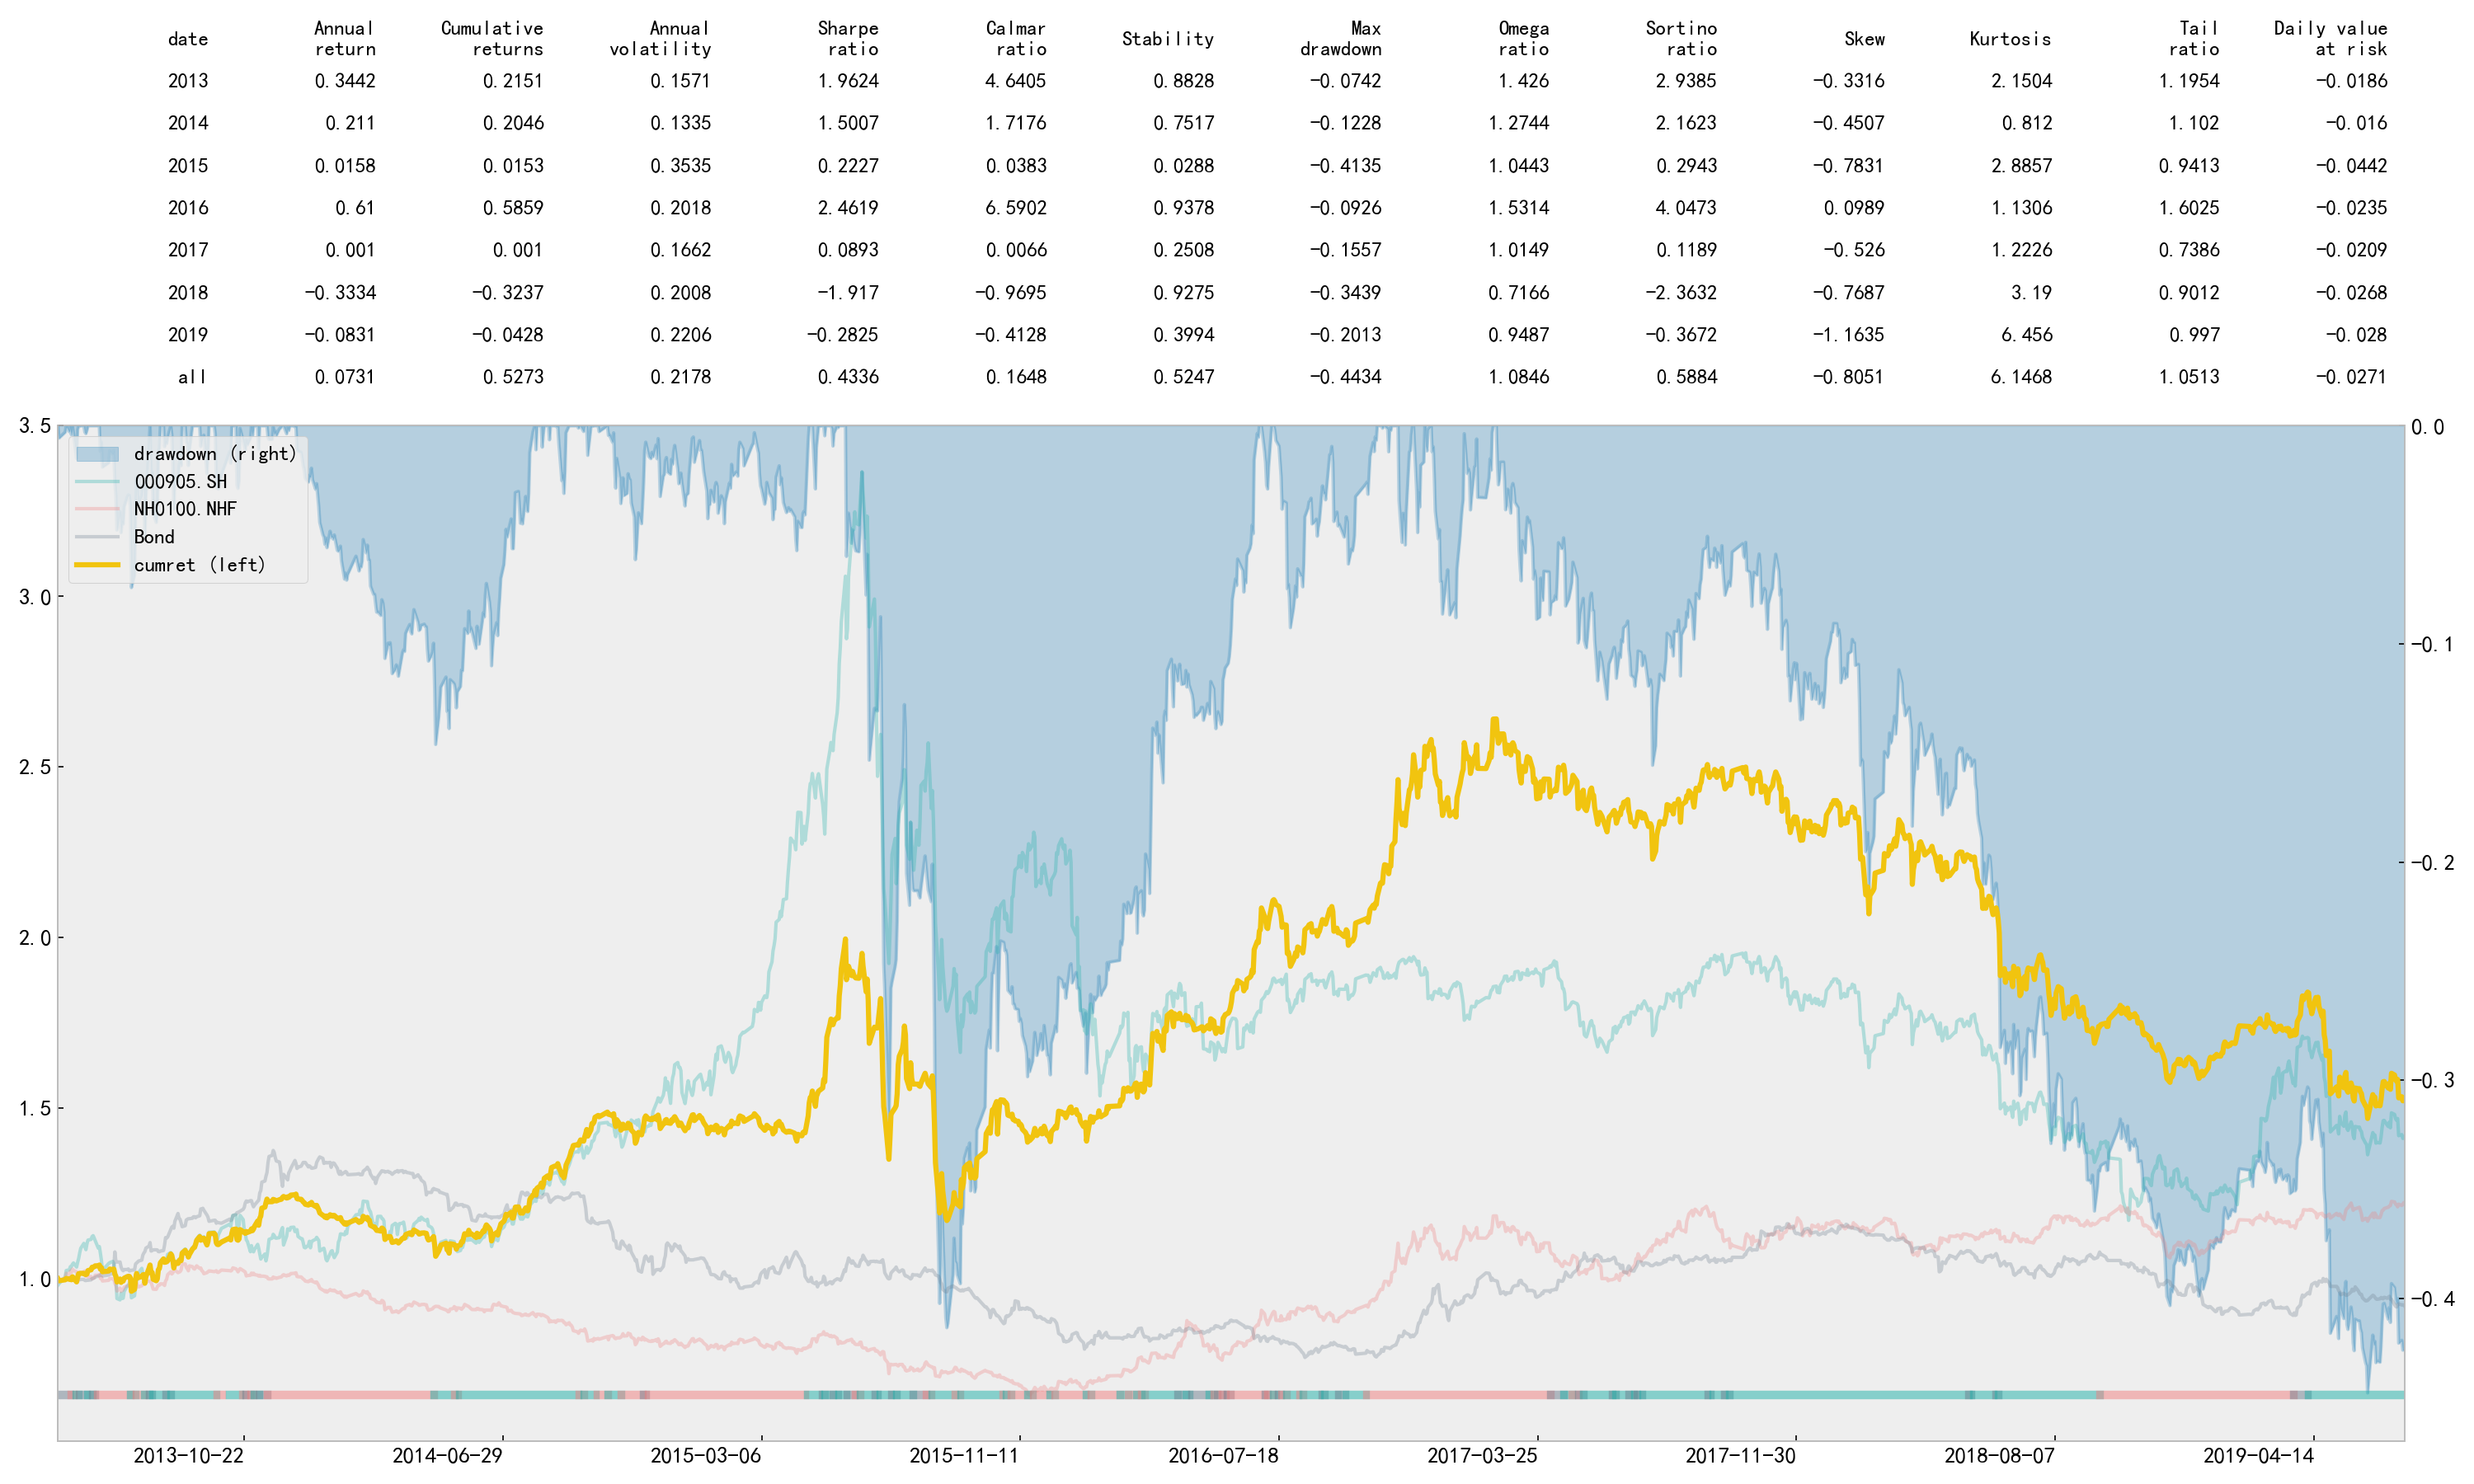 date Annual return Cumulative returns Annual volatility Sharpe ratio Calmar ratio Stability Max drawdown Omega ratio Sortino ratio Skew Kurtosis Tail ratio Daily value at risk
2013 0.3442 0.2151 0.1571 1.9624 4.6405 0.8828 −0.0742 1.426 2.9385 −0.3316 2.1504 1.1954 −0.0186
2014 0.211 0.2046 0.1335 1.5007 1.7176 0.7517 −0.1228 1.2744 2.1623 −0.4507 0.812 1.102 −0.016
2015 0.0158 0.0153 0.3535 0.2227 0.0383 0.0288 −0.4135 1.0443 0.2943 −0.7831 2.8857 0.9413 −0.0442
2016 0.61 0.5859 0.2018 2.4619 6.5902 0.9378 −0.0926 1.5314 4.0473 0.0989 1.1306 1.6025 −0.0235
2017 0.001 0.001 0.1662 0.0893 0.0066 0.2508 −0.1557 1.0149 0.1189 −0.526 1.2226 0.7386 −0.0209
2018 −0.3334 −0.3237 0.2008 −1.917 −0.9695 0.9275 −0.3439 0.7166 −2.3632 −0.7687 3.19 0.9012 −0.0268
2019 −0.0831 −0.0428 0.2206 −0.2825 −0.4128 0.3994 −0.2013 0.9487 −0.3672 −1.1635 6.456 0.997 −0.028
all 0.0731 0.5273 0.2178 0.4336 0.1648 0.5247 −0.4434 1.0846 0.5884 −0.8051 6.1468 1.0513 −0.0271
3.5
3.0
2.5
2.0
1.5
1.0
drawdown (right)
000905.SH
NH0100.NHF
Bond
cumret (left)
0.0
−0.1
−0.2
−0.3
−0.4
2013−10−22 2014−06−29 2015−03−06 2015−11−11 2016−07−18 2017−03−25 2017−11−30 2018−08−07 2019−04−14